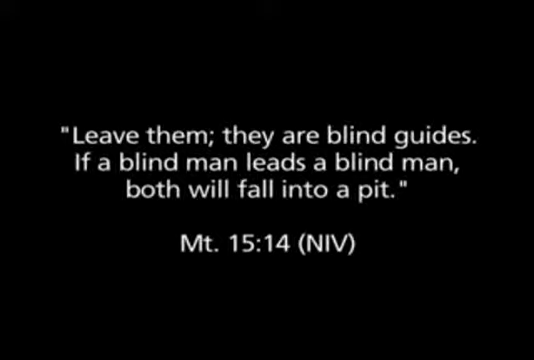 "Leave them; they are blind guides.
If a blind man leads a blind man,
both will fall into a pit."
Mt. 15:14 (NIV)